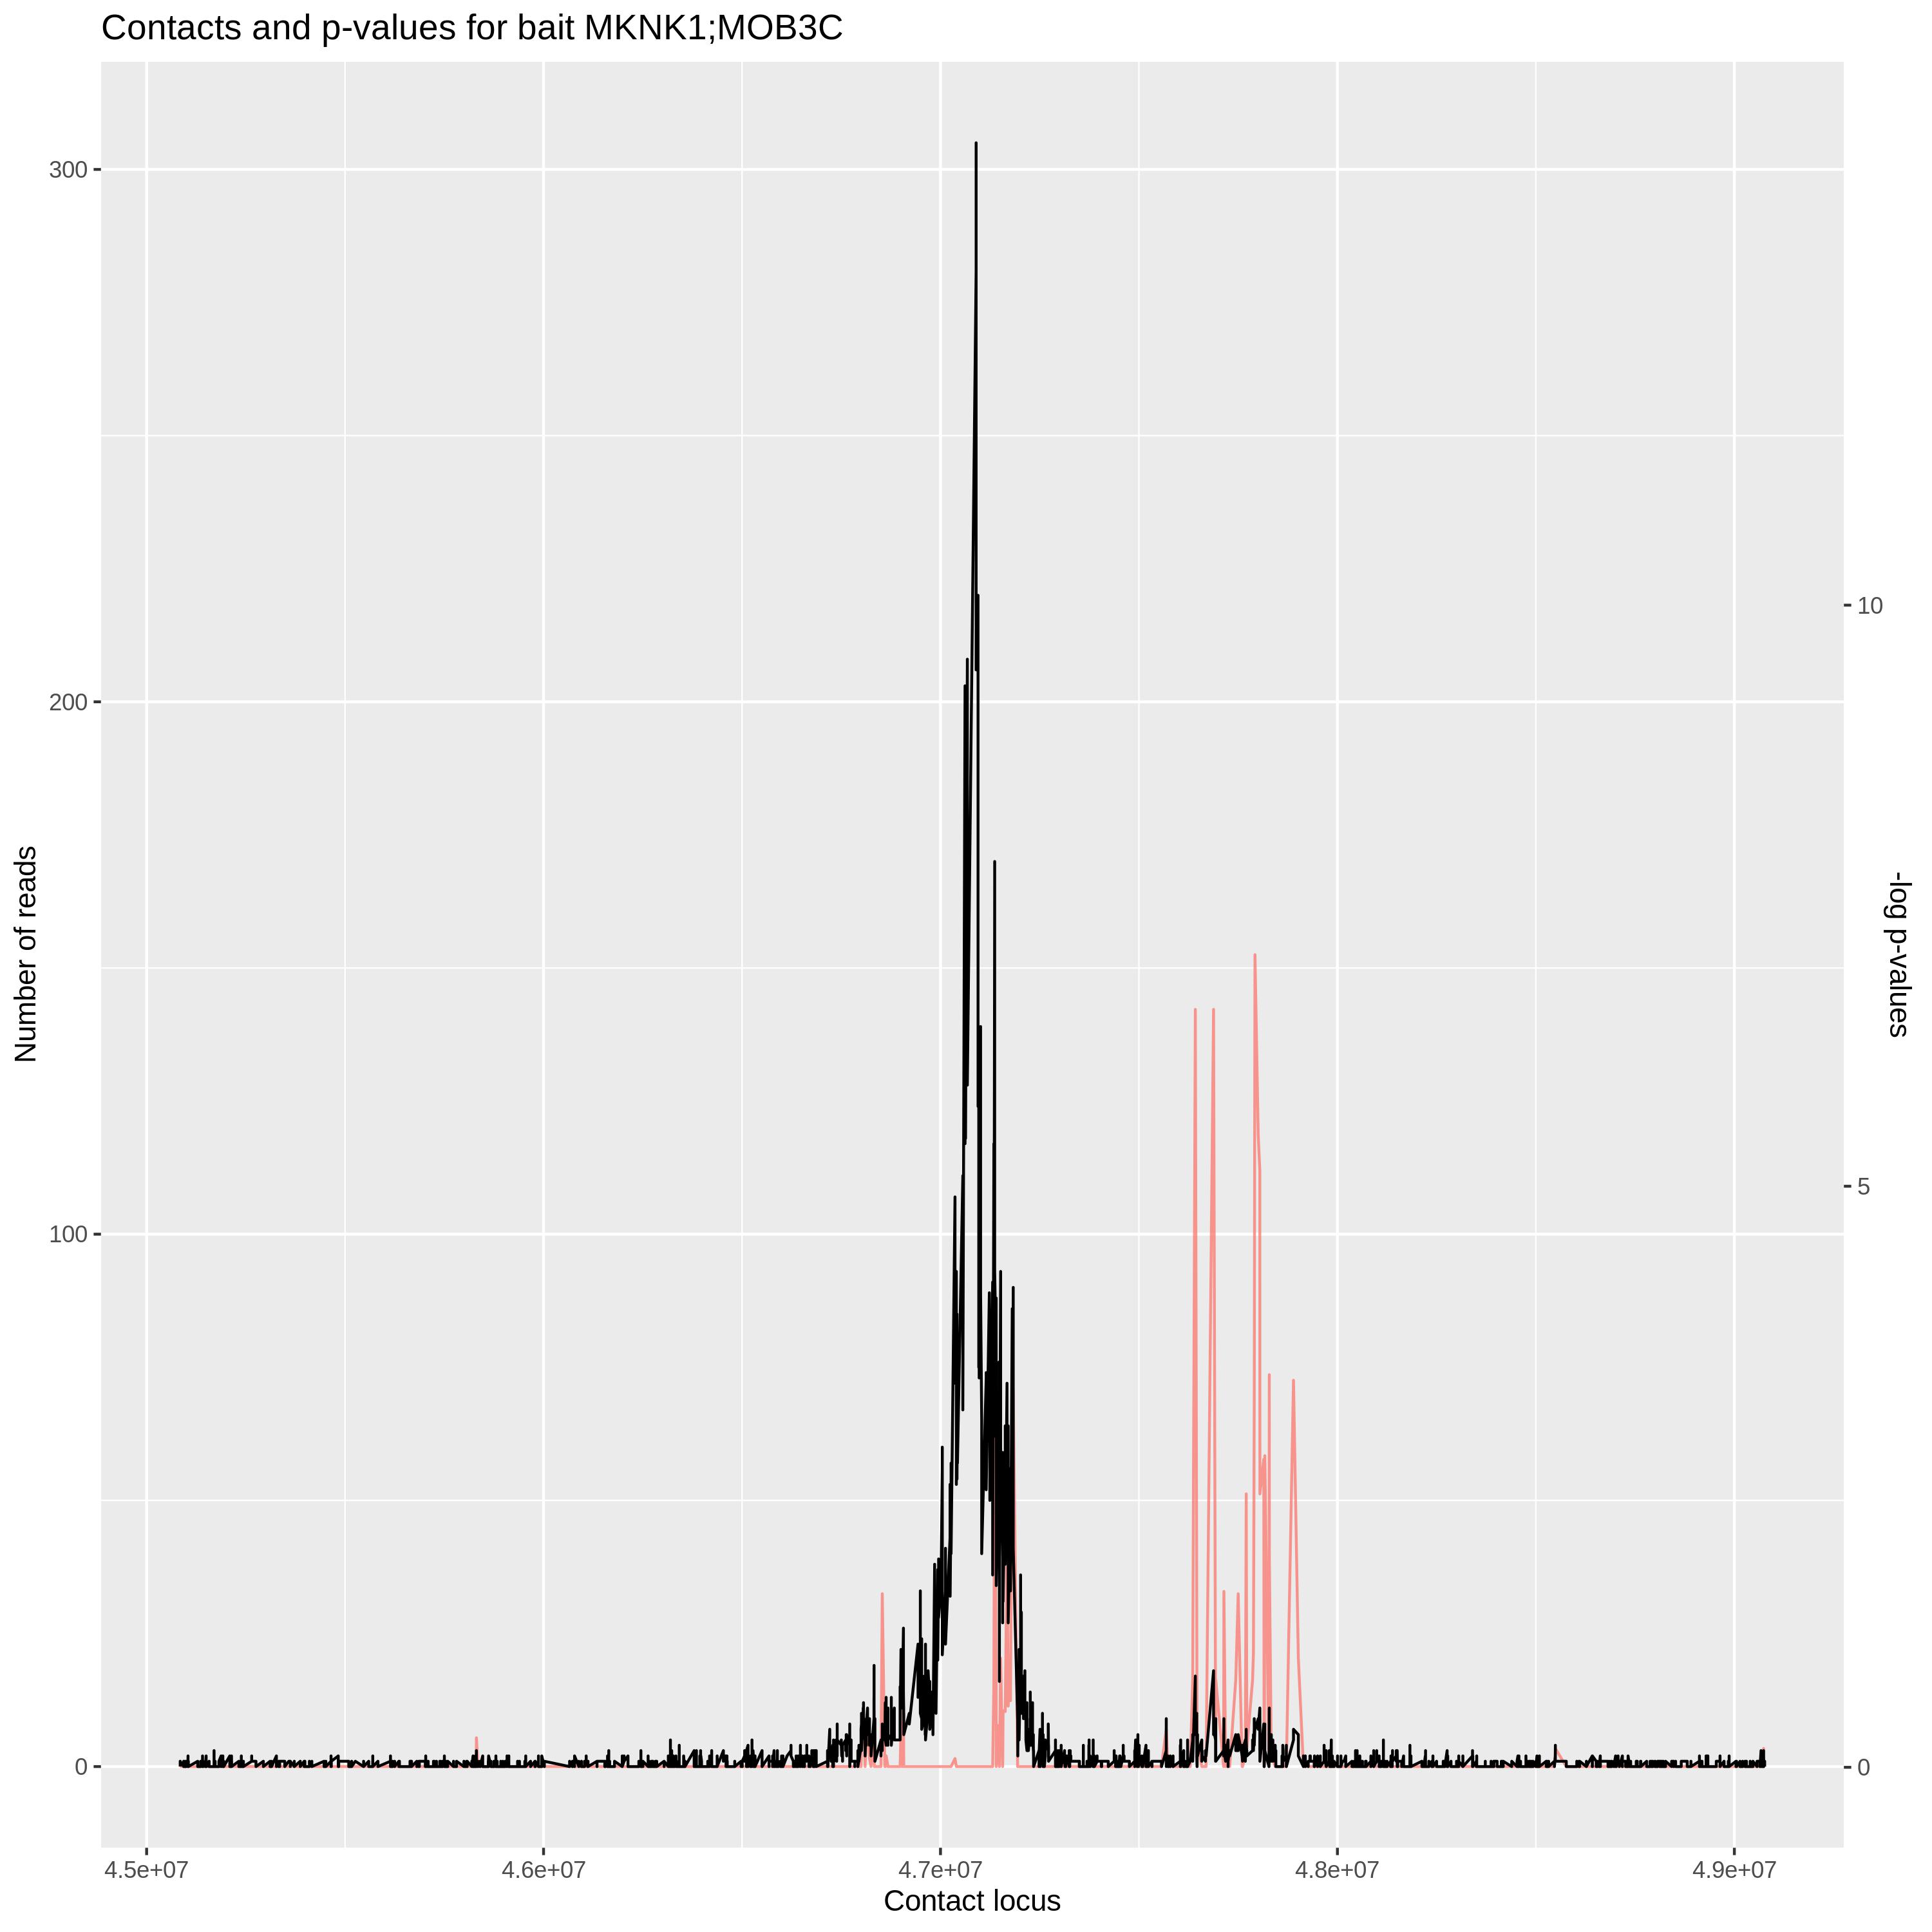 Contacts and p-values for bait MKNK1;MOB3C
300
200
100
0
Number of reads
10
5
0
-log p-values
4.5e+07 4.6e+07 4.7e+07 4.8e+07 4.9e+07
Contact locus